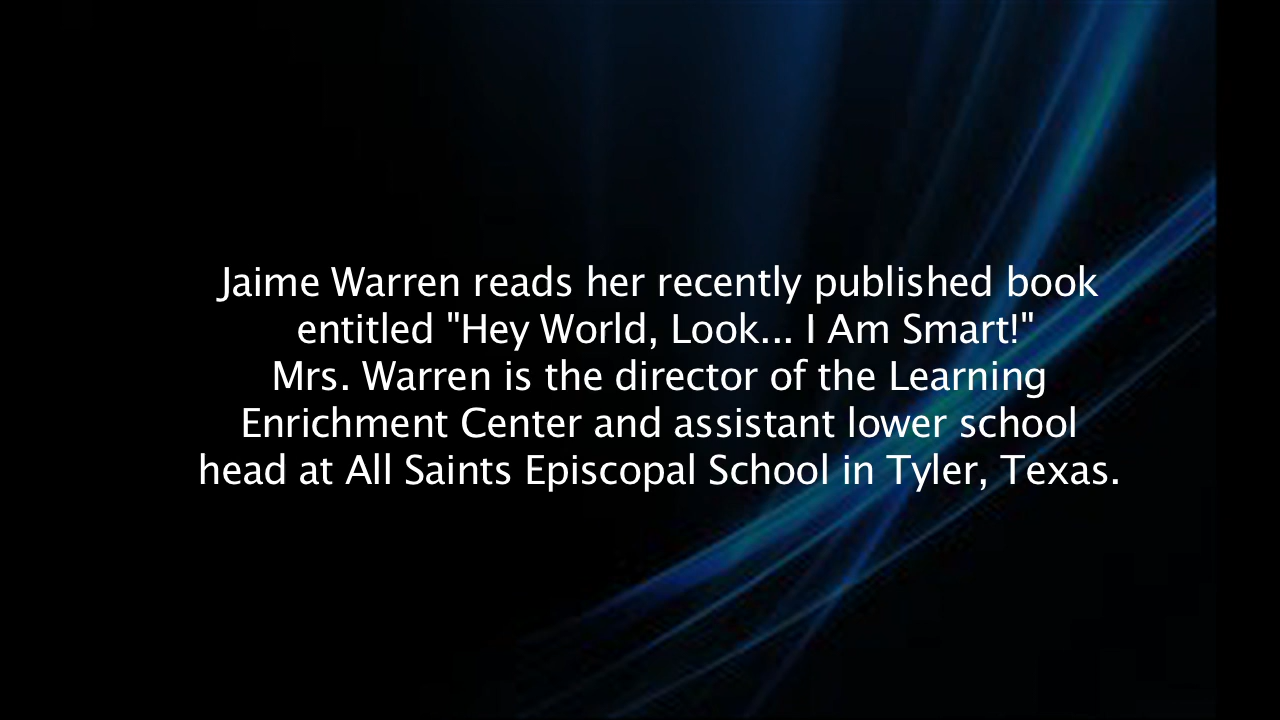 Jaime Warren reads her recently published book
entitled "Hey World, Look... I Am Smart!"
Mrs. Warren is the director of the Learning
Enrichment Center and assistant lower school
head at All Saints Episcopal School in Tyler, Texas.